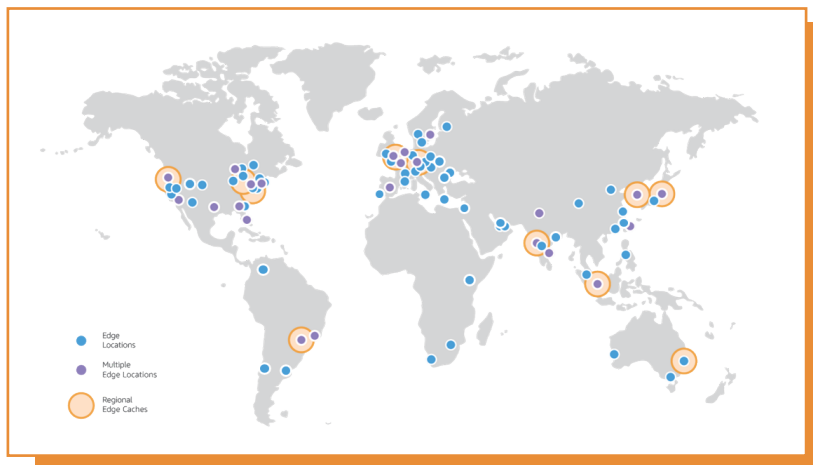 Edge
Locations
Multiple
Edge Locations
Regional
Edge Caches